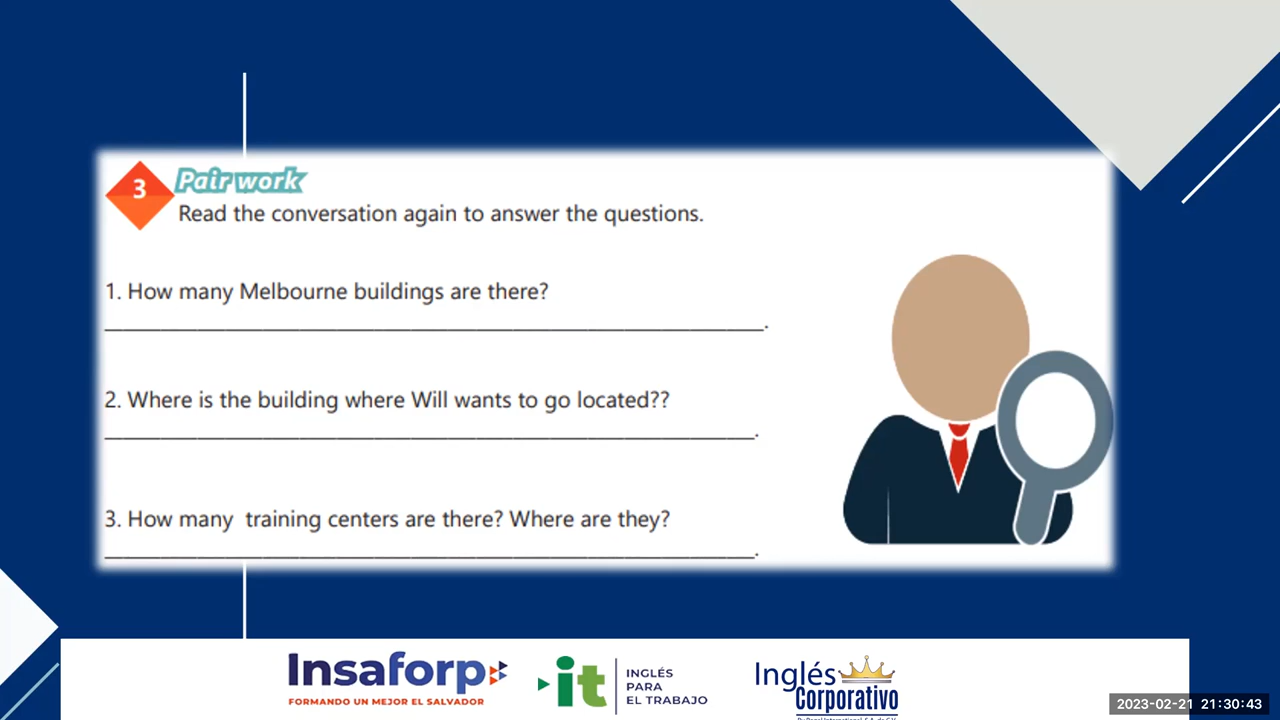 3
Pair work
Read the conversation again to answer the questions.
1. How many Melbourne buildings are there?
2. Where is the building where Will wants to go located??
3. How many training centers are there? Where are they?
Insaforp
FORMANDO UN MEJOR EL SALVADOR
it
INGLÉS
PARA
EL TRABAJO
Inglés
Corporativo
2023-02-21 21:30:43